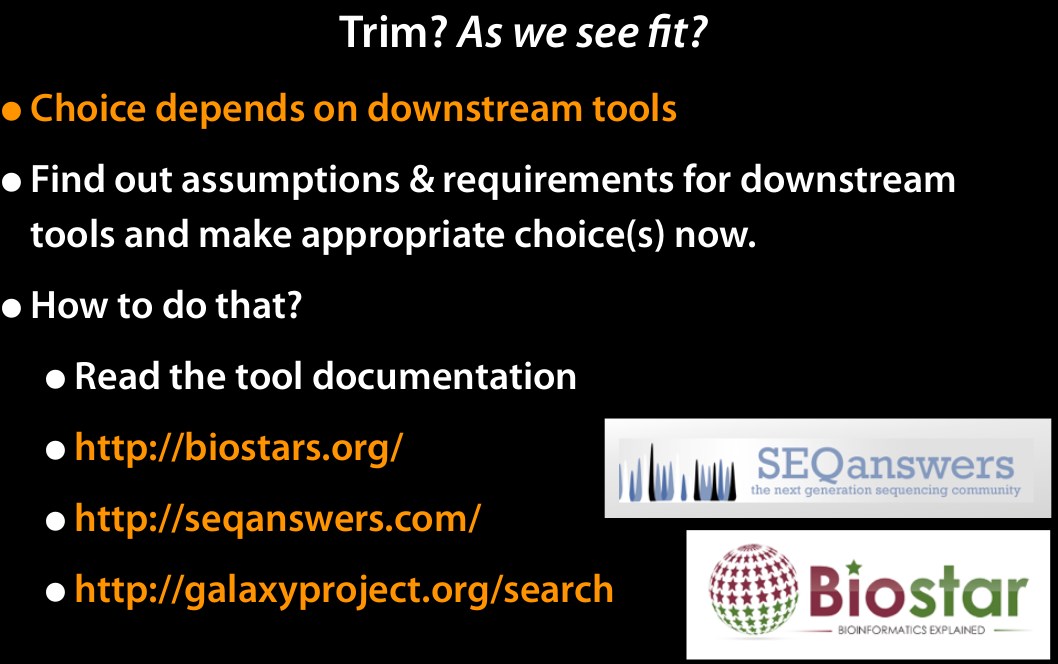 Trim? As we see fit?
● Choice depends on downstream tools
● Find out assumptions & requirements for downstream
tools and make appropriate choice(s) now.
● How to do that?
● Read the tool documentation
● http://biostars.org/
● http://seqanswers.com/
● http://galaxyproject.org/search
SEQanswers
the next generation sequencing community
Biostar
BIOINFORMATICS EXPLAINED